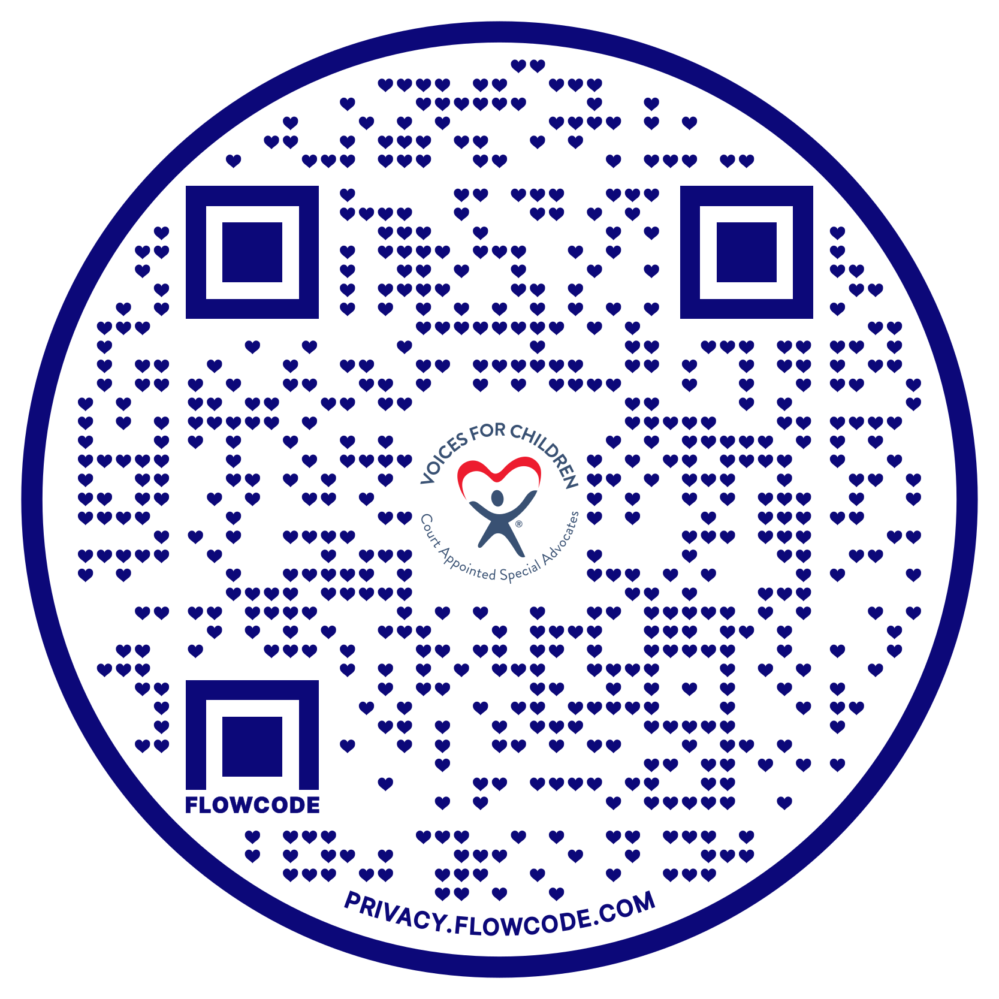 VOICES FOR CHILDREN
®
Court Appointed Special Advocates
FLOWCODE
PRIVACY.FLOWCODE.COM